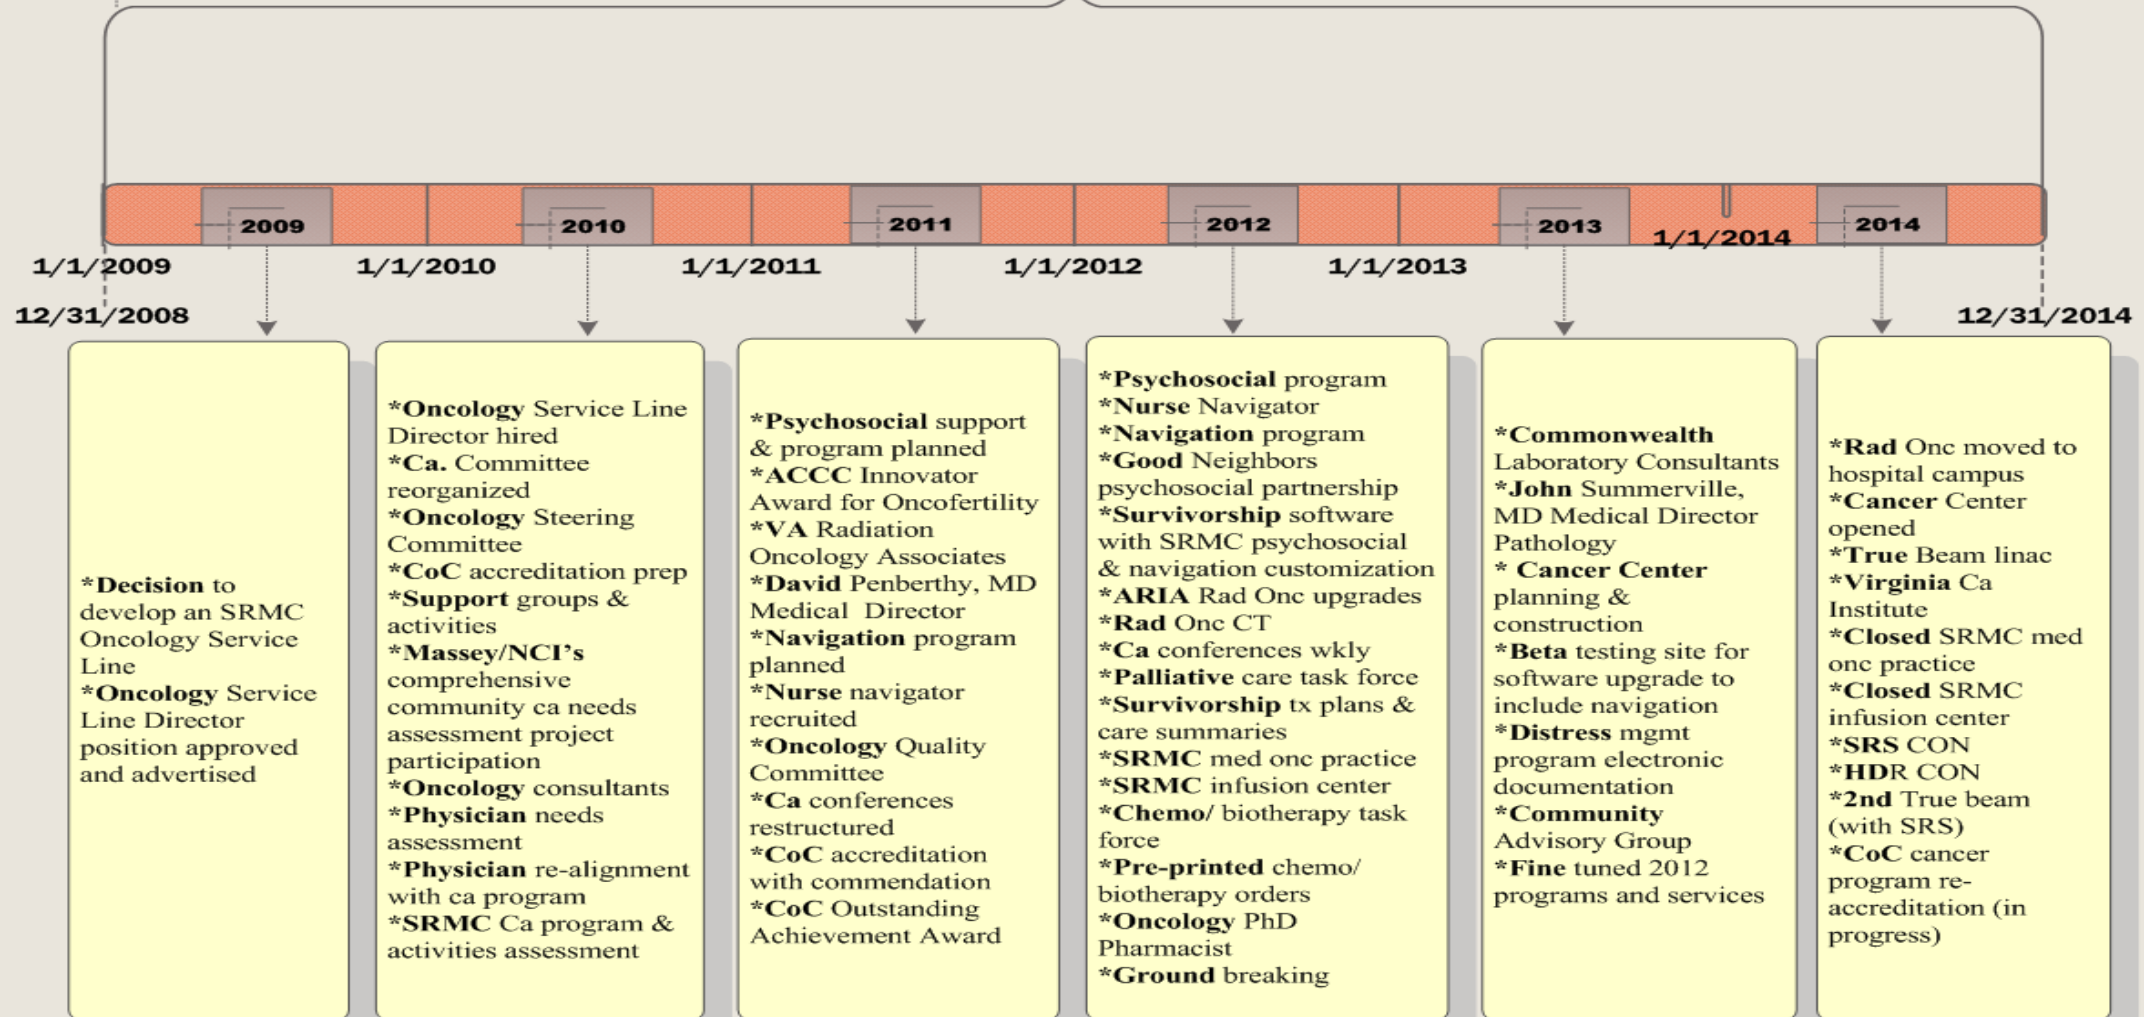 2009
2010
2011
2012
2013
2014
1/1/2014
1/1/2009
1/1/2010
1/1/2011
1/1/2012
1/1/2013
12/31/2008
12/31/2014
*Decision to
develop an SRMC
Oncology Service
Line
*Oncology Service
Line Director
position approved
and advertised
*Oncology Service Line
Director hired
*Ca. Committee
reorganized
*Oncology Steering
Committee
*CoC accreditation prep
*Support groups &
activities
*Massey/NCI's
comprehensive
community ca needs
assessment project
participation
*Oncology consultants
*Physician needs
assessment
*Physician re-alignment
with ca program
*SRMC Ca program &
activities assessment
*Psychosocial support
& program planned
*ACCC Innovator
Award for Oncofertility
*VA Radiation
Oncology Associates
*David Penberthy, MD
Medical Director
*Navigation program
planned
*Nurse navigator
recruited
*Oncology Quality
Committee
*Ca conferences
restructured
*CoC accreditation
with commendation
*CoC Outstanding
Achievement Award
*Psychosocial program
*Nurse Navigator
*Navigation program
*Good Neighbors
psychosocial partnership
*Survivorship software
with SRMC psychosocial
& navigation customization
*ARIA Rad Onc upgrades
*Rad Onc CT
*Ca conferences wkly
*Palliative care task force
*Survivorship tx plans &
care summaries
*SRMC med onc practice
*SRMC infusion center
*Chemo/ biotherapy task
force
*Pre-printed chemo/
biotherapy orders
*Oncology PhD
Pharmacist
*Ground breaking
*Commonwealth
Laboratory Consultants
*John Summerville,
MD Medical Director
Pathology
* Cancer Center
planning &
construction
*Beta testing site for
software upgrade to
include navigation
*Distress mgmt
program electronic
documentation
*Community
Advisory Group
*Fine tuned 2012
programs and services
*Rad Onc moved to
hospital campus
*Cancer Center
opened
*True Beam linac
*Virginia Ca
Institute
*Closed SRMC med
onc practice
*Closed SRMC
infusion center
*SRS CON
*HDR CON
*2nd True beam
(with SRS)
*CoC cancer
program re-
accreditation (in
progress)